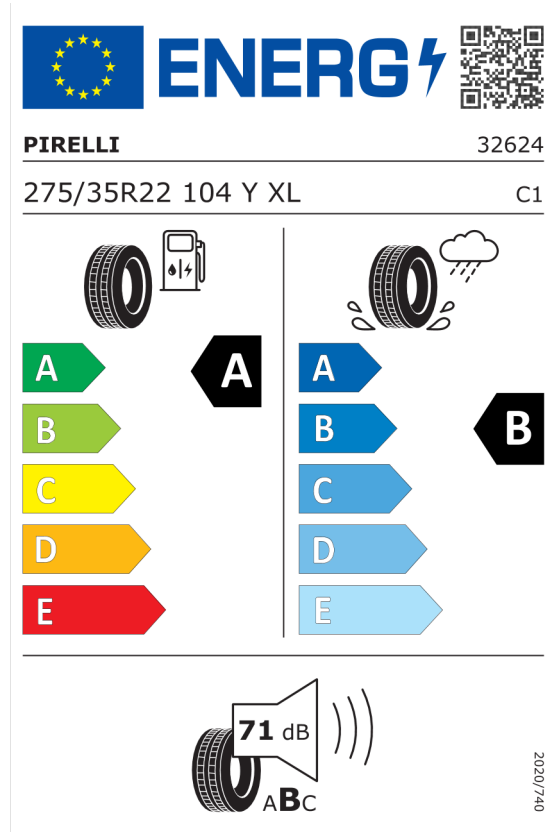 ENERG
PIRELLI 32624
275/35R22 104 Y XL C1
A A A
B B B
C C
D D
E E
71 dB
ABC
2020/740